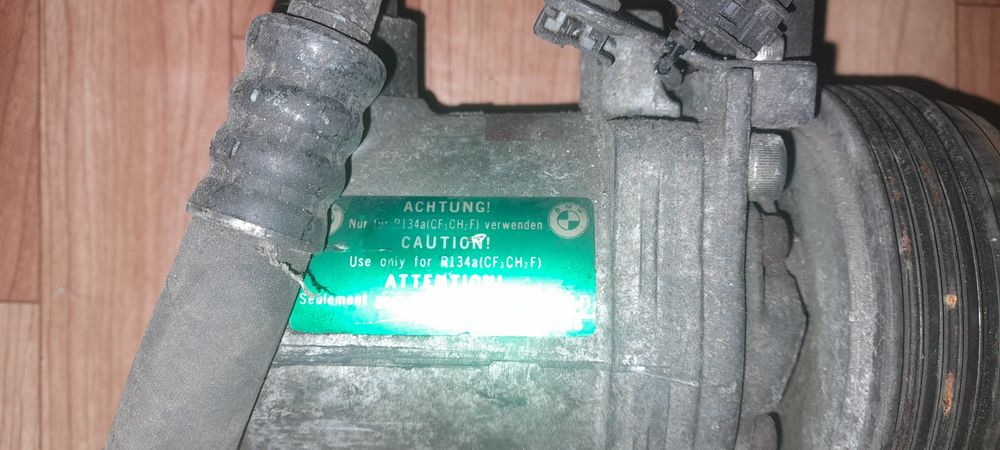 ACHTUNG!
Nur für R134a(CF₃CH₂F) verwenden
CAUTION!
Use only for R134a(CF₃CH₂F)
ATTENTION!
Seulement